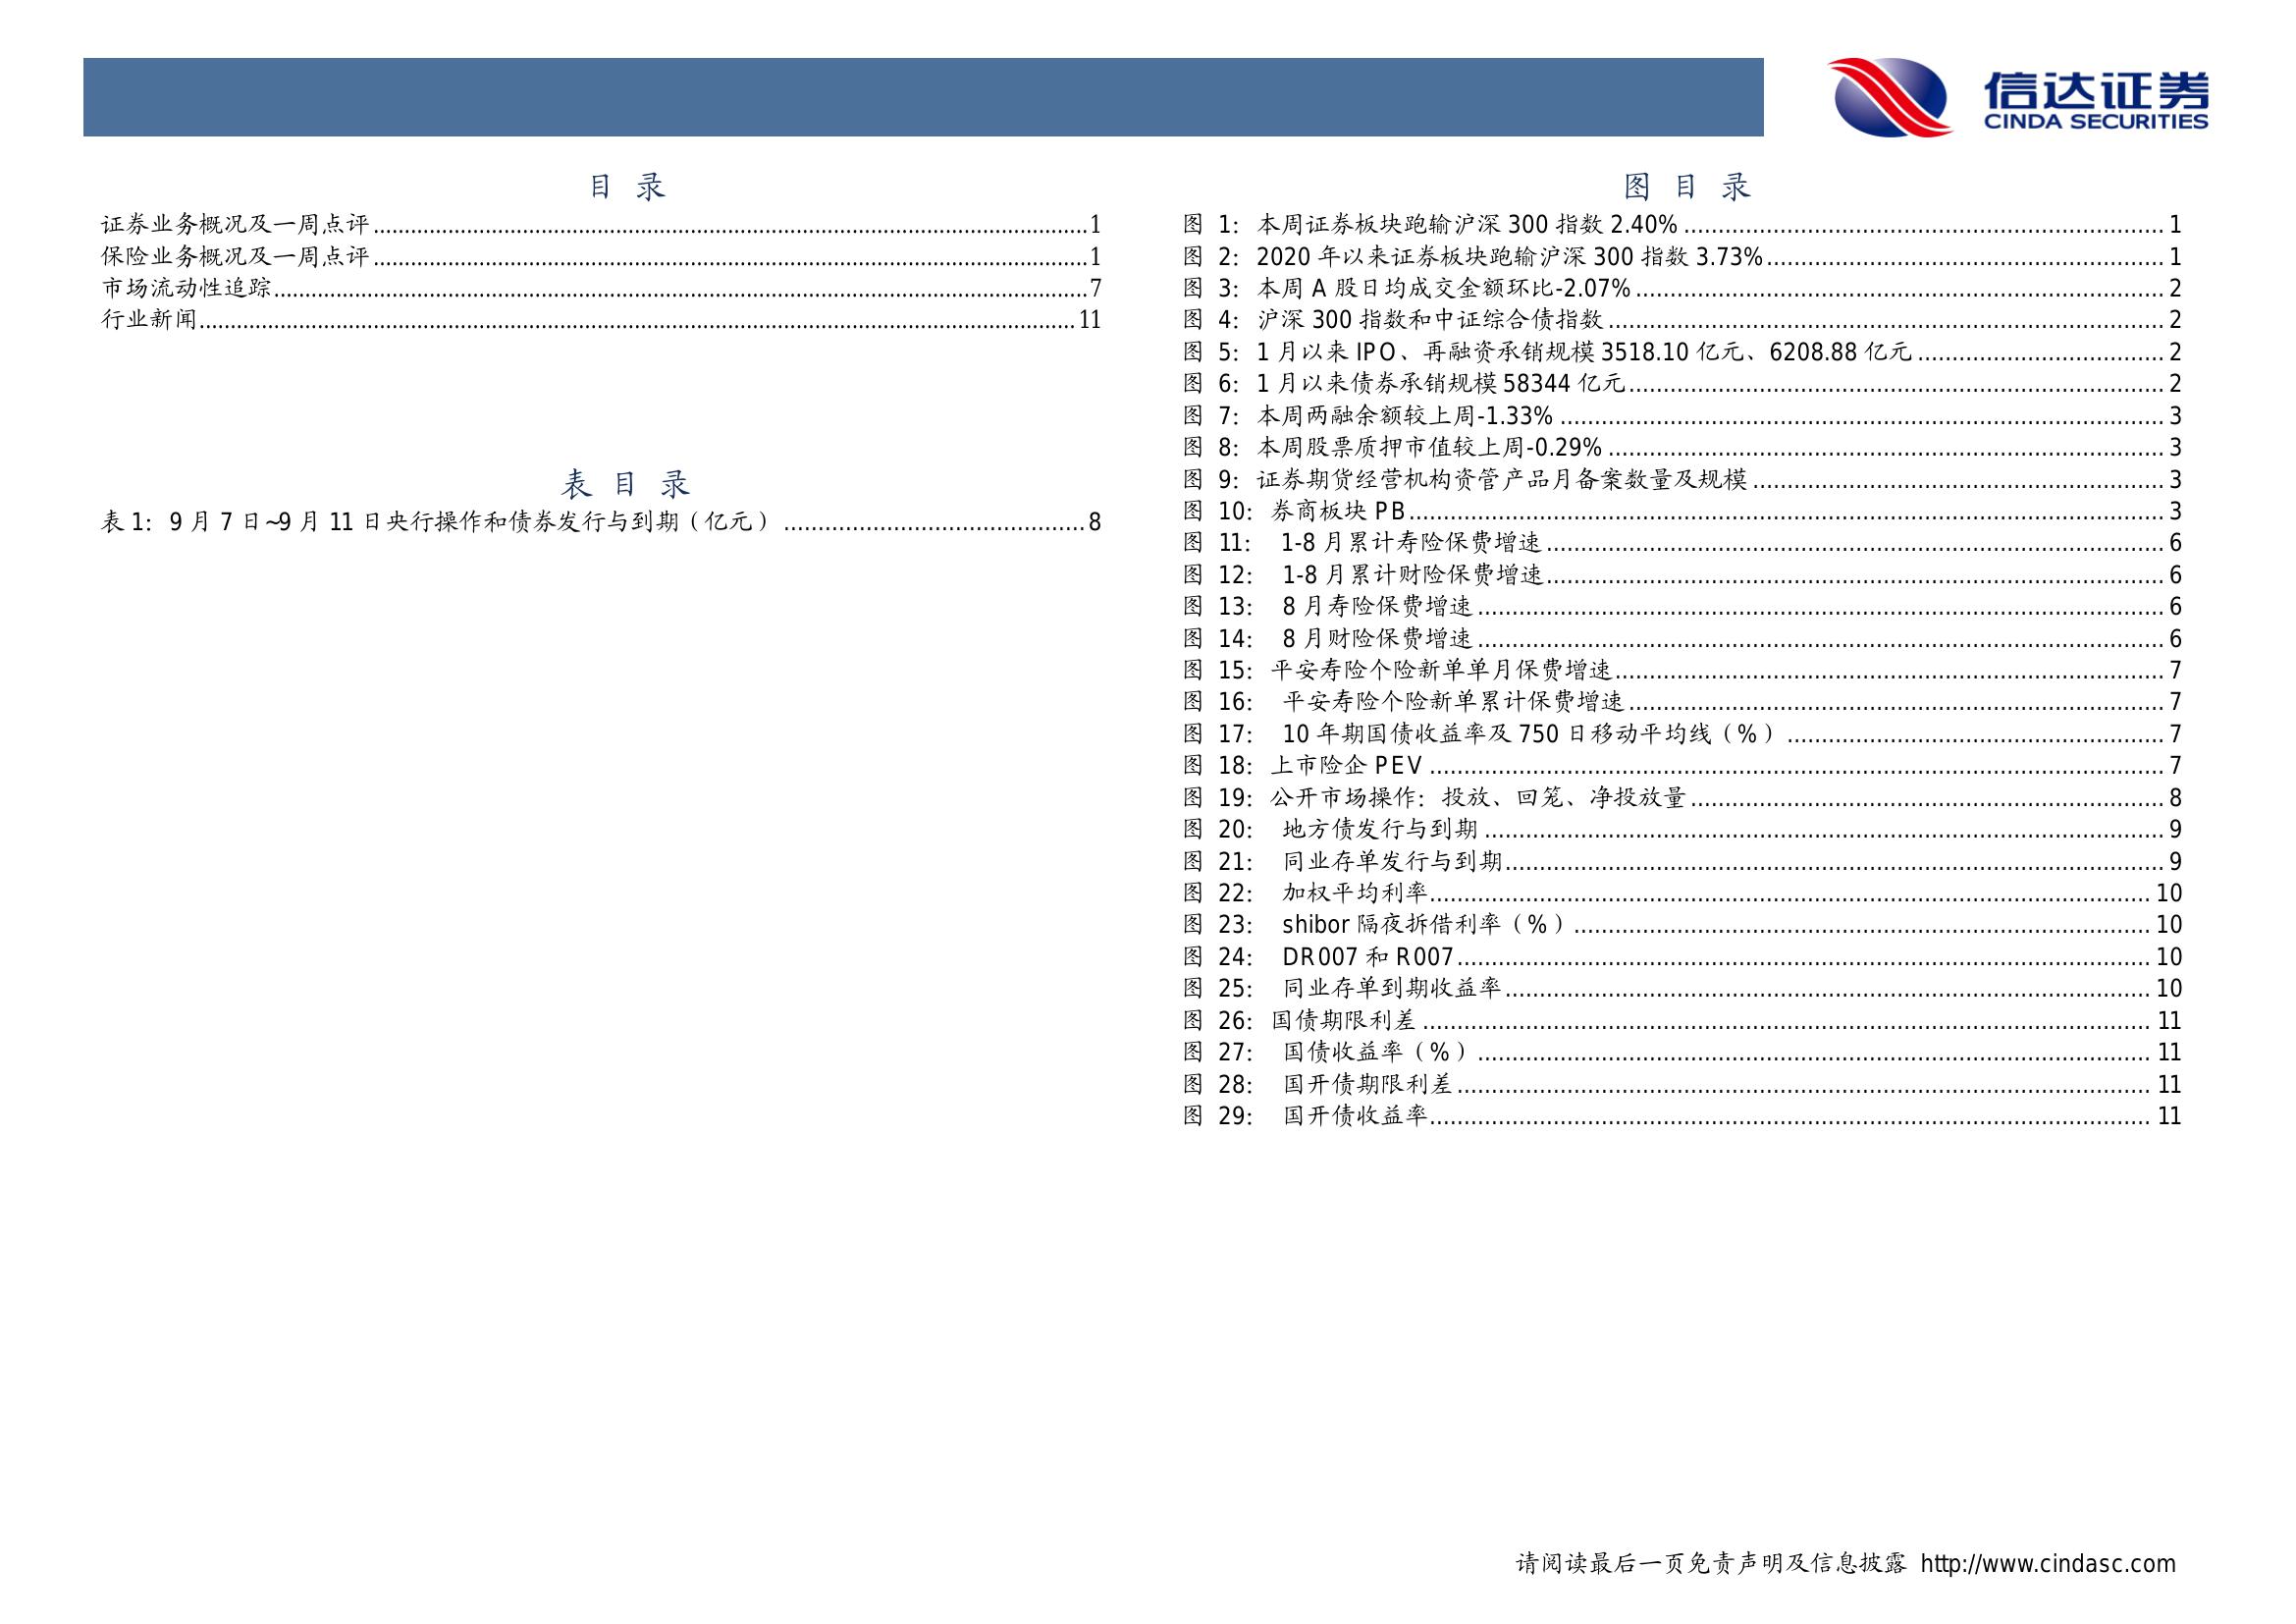 信达证券
CINDA SECURITIES
目 录
证券业务概况及一周点评........................1
保险业务概况及一周点评........................1
市场流动性追踪........................7
行业新闻........................11
表 目 录
表 1：9 月 7 日~9 月 11 日央行操作和债券发行与到期（亿元）........................8
图 目 录
图 1：本周证券板块跑输沪深 300 指数 2.40%........................1
图 2：2020 年以来证券板块跑输沪深 300 指数 3.73%........................1
图 3：本周 A 股日均成交金额环比-2.07%........................2
图 4：沪深 300 指数和中证综合债指数........................2
图 5：1 月以来 IPO、再融资承销规模 3518.10 亿元、6208.88 亿元........................2
图 6：1 月以来债券承销规模 58344 亿元........................2
图 7：本周两融余额较上周-1.33%........................3
图 8：本周股票质押市值较上周-0.29%........................3
图 9：证券期货经营机构资管产品月备案数量及规模........................3
图 10：券商板块 PB........................3
图 11： 1-8 月累计寿险保费增速........................6
图 12： 1-8 月累计财险保费增速........................6
图 13： 8 月寿险保费增速........................6
图 14： 8 月财险保费增速........................6
图 15：平安寿险个险新单单月保费增速........................7
图 16： 平安寿险个险新单累计保费增速........................7
图 17： 10 年期国债收益率及 750 日移动平均线（%）........................7
图 18：上市险企 PEV........................7
图 19：公开市场操作：投放、回笼、净投放量........................8
图 20： 地方债发行与到期........................9
图 21： 同业存单发行与到期........................9
图 22： 加权平均利率........................10
图 23： shibor 隔夜拆借利率（%）........................10
图 24： DR007 和 R007........................10
图 25： 同业存单到期收益率........................10
图 26：国债期限利差........................11
图 27： 国债收益率（%）........................11
图 28： 国开债期限利差........................11
图 29： 国开债收益率........................11
请阅读最后一页免责声明及信息披露 http://www.cindasc.com